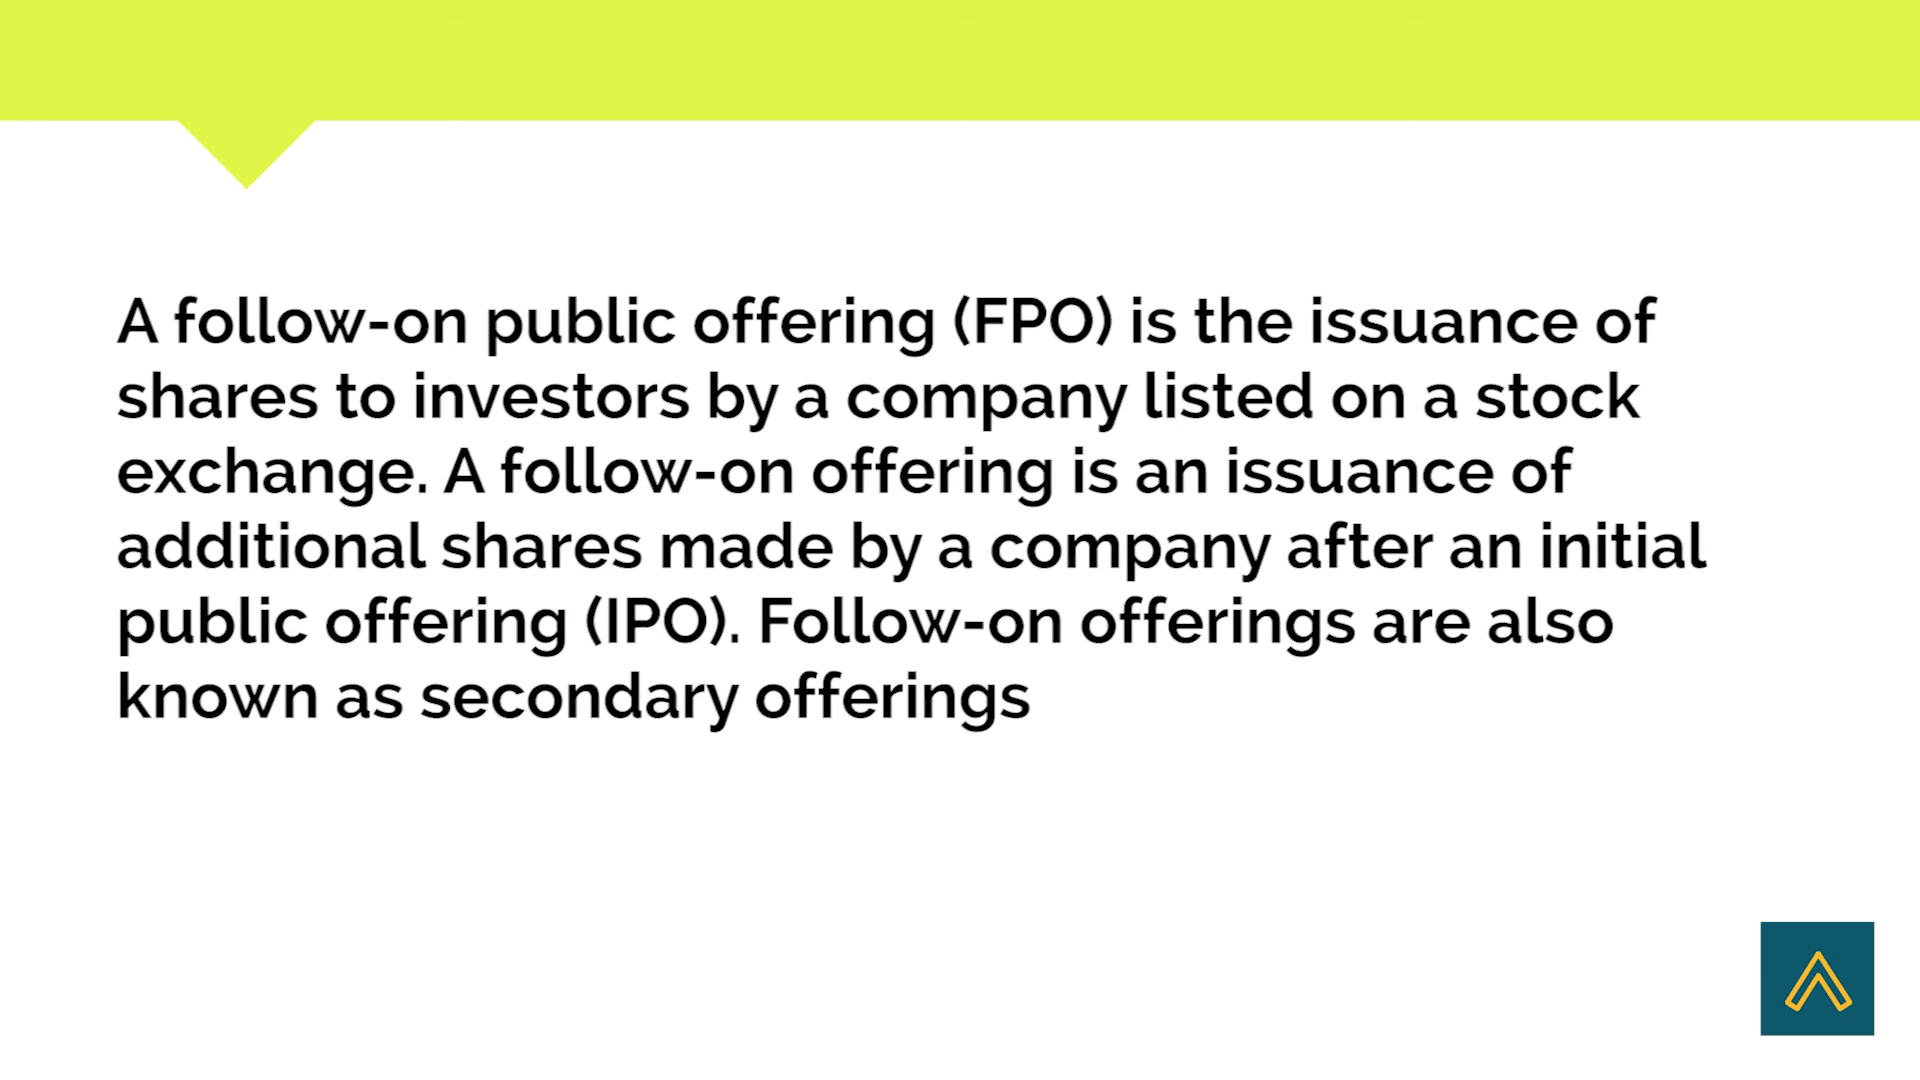 A follow-on public offering (FPO) is the issuance of
shares to investors by a company listed on a stock
exchange. A follow-on offering is an issuance of
additional shares made by a company after an initial
public offering (IPO). Follow-on offerings are also
known as secondary offerings